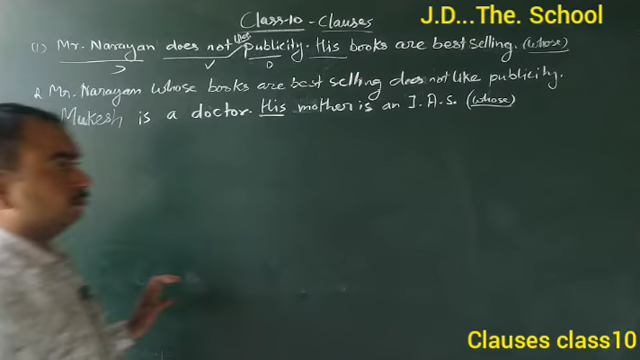 Class-10 - Clauses
J.D...The. School
(1) Mr. Narayan does not like publicity. His books are best selling. (whose)
2. Mr. Narayan whose books are best selling does not like publicity.
Mukesh is a doctor. His mother is an I.A.S. (whose)
Clauses class10